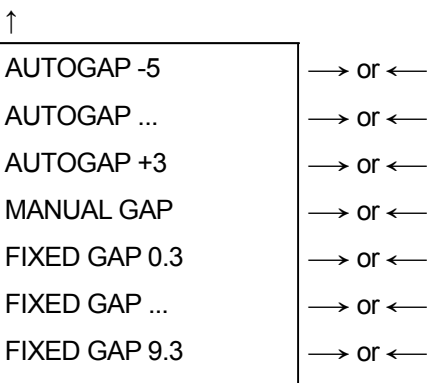 ↑
AUTOGAP -5 → or ←
AUTOGAP ... → or ←
AUTOGAP +3 → or ←
MANUAL GAP → or ←
FIXED GAP 0.3 → or ←
FIXED GAP ... → or ←
FIXED GAP 9.3 → or ←